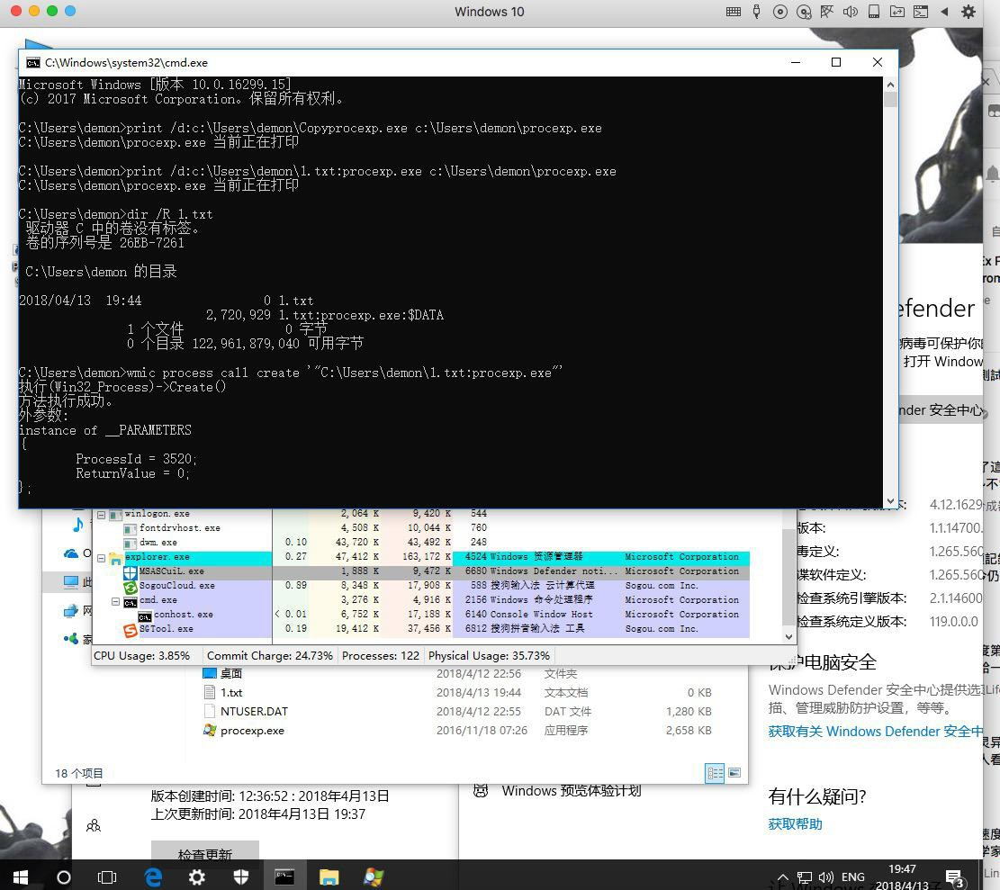 Windows 10
C:\Windows\system32\cmd.exe
Microsoft Windows [版本 10.0.16299.15]
(c) 2017 Microsoft Corporation。保留所有权利。
C:\Users\demon>print /d:c:\Users\demon\Copyprocexp.exe c:\Users\demon\procexp.exe
C:\Users\demon\procexp.exe 当前正在打印
C:\Users\demon>print /d:c:\Users\demon\1.txt:procexp.exe c:\Users\demon\procexp.exe
C:\Users\demon\procexp.exe 当前正在打印
C:\Users\demon>dir /R 1.txt
驱动器 C 中的卷没有标签。
卷的序列号是 26EB-7261
C:\Users\demon 的目录
2018/04/13  19:44                 0 1.txt
2,720,929 1.txt:procexp.exe:$DATA
1 个文件              0 字节
0 个目录 122,961,879,040 可用字节
C:\Users\demon>wmic process call create '"C:\Users\demon\1.txt:procexp.exe"'
执行(Win32_Process)->Create()
方法执行成功。
外参数:
instance of __PARAMETERS
{
ProcessId = 3520;
ReturnValue = 0;
};
winlogon.exe 2,064 K 9,420 K 544
fontdrvhost.exe 4,508 K 10,044 K 760
dwm.exe 0.10 43,720 K 43,492 K 248
explorer.exe 0.27 47,412 K 163,172 K 4524 Windows 资源管理器 Microsoft Corporation
MSASCuiL.exe 1,888 K 9,472 K 6680 Windows Defender noti... Microsoft Corporation
SogouCloud.exe 0.89 8,348 K 17,908 K 588 搜狗输入法 云计算代理 Sogou.com Inc.
cmd.exe 3,276 K 4,916 K 2156 Windows 命令处理程序 Microsoft Corporation
conhost.exe < 0.01 6,752 K 17,188 K 6140 Console Window Host Microsoft Corporation
SGTool.exe 0.19 19,412 K 37,456 K 6812 搜狗拼音输入法 工具 Sogou.com Inc.
CPU Usage: 3.85% Commit Charge: 24.73% Processes: 122 Physical Usage: 35.73%
桌面 2018/4/12 22:56 文件夹
1.txt 2018/4/13 19:44 文本文档 0 KB
NTUSER.DAT 2018/4/12 22:55 DAT 文件 1,280 KB
procexp.exe 2016/11/18 07:26 应用程序 2,658 KB
18 个项目
版本创建时间: 12:36:52 : 2018年4月13日
上次更新时间: 2018年4月13日 19:37
检查更新
Windows 预览体验计划
efender
病毒可保护你的
打开 Window
nder 安全中心
4.12.1629
版本: 1.1.14700.
毒定义: 1.265.560
谍软件定义: 1.265.560
检查系统引擎版本: 2.1.14600
检查系统定义版本: 119.0.0.0
保护电脑安全
Windows Defender 安全中心提供选
描、管理威胁防护设置，等等。
获取有关 Windows Defender 安全中
有什么疑问?
获取帮助
ENG
19:47
2018/4/13
3